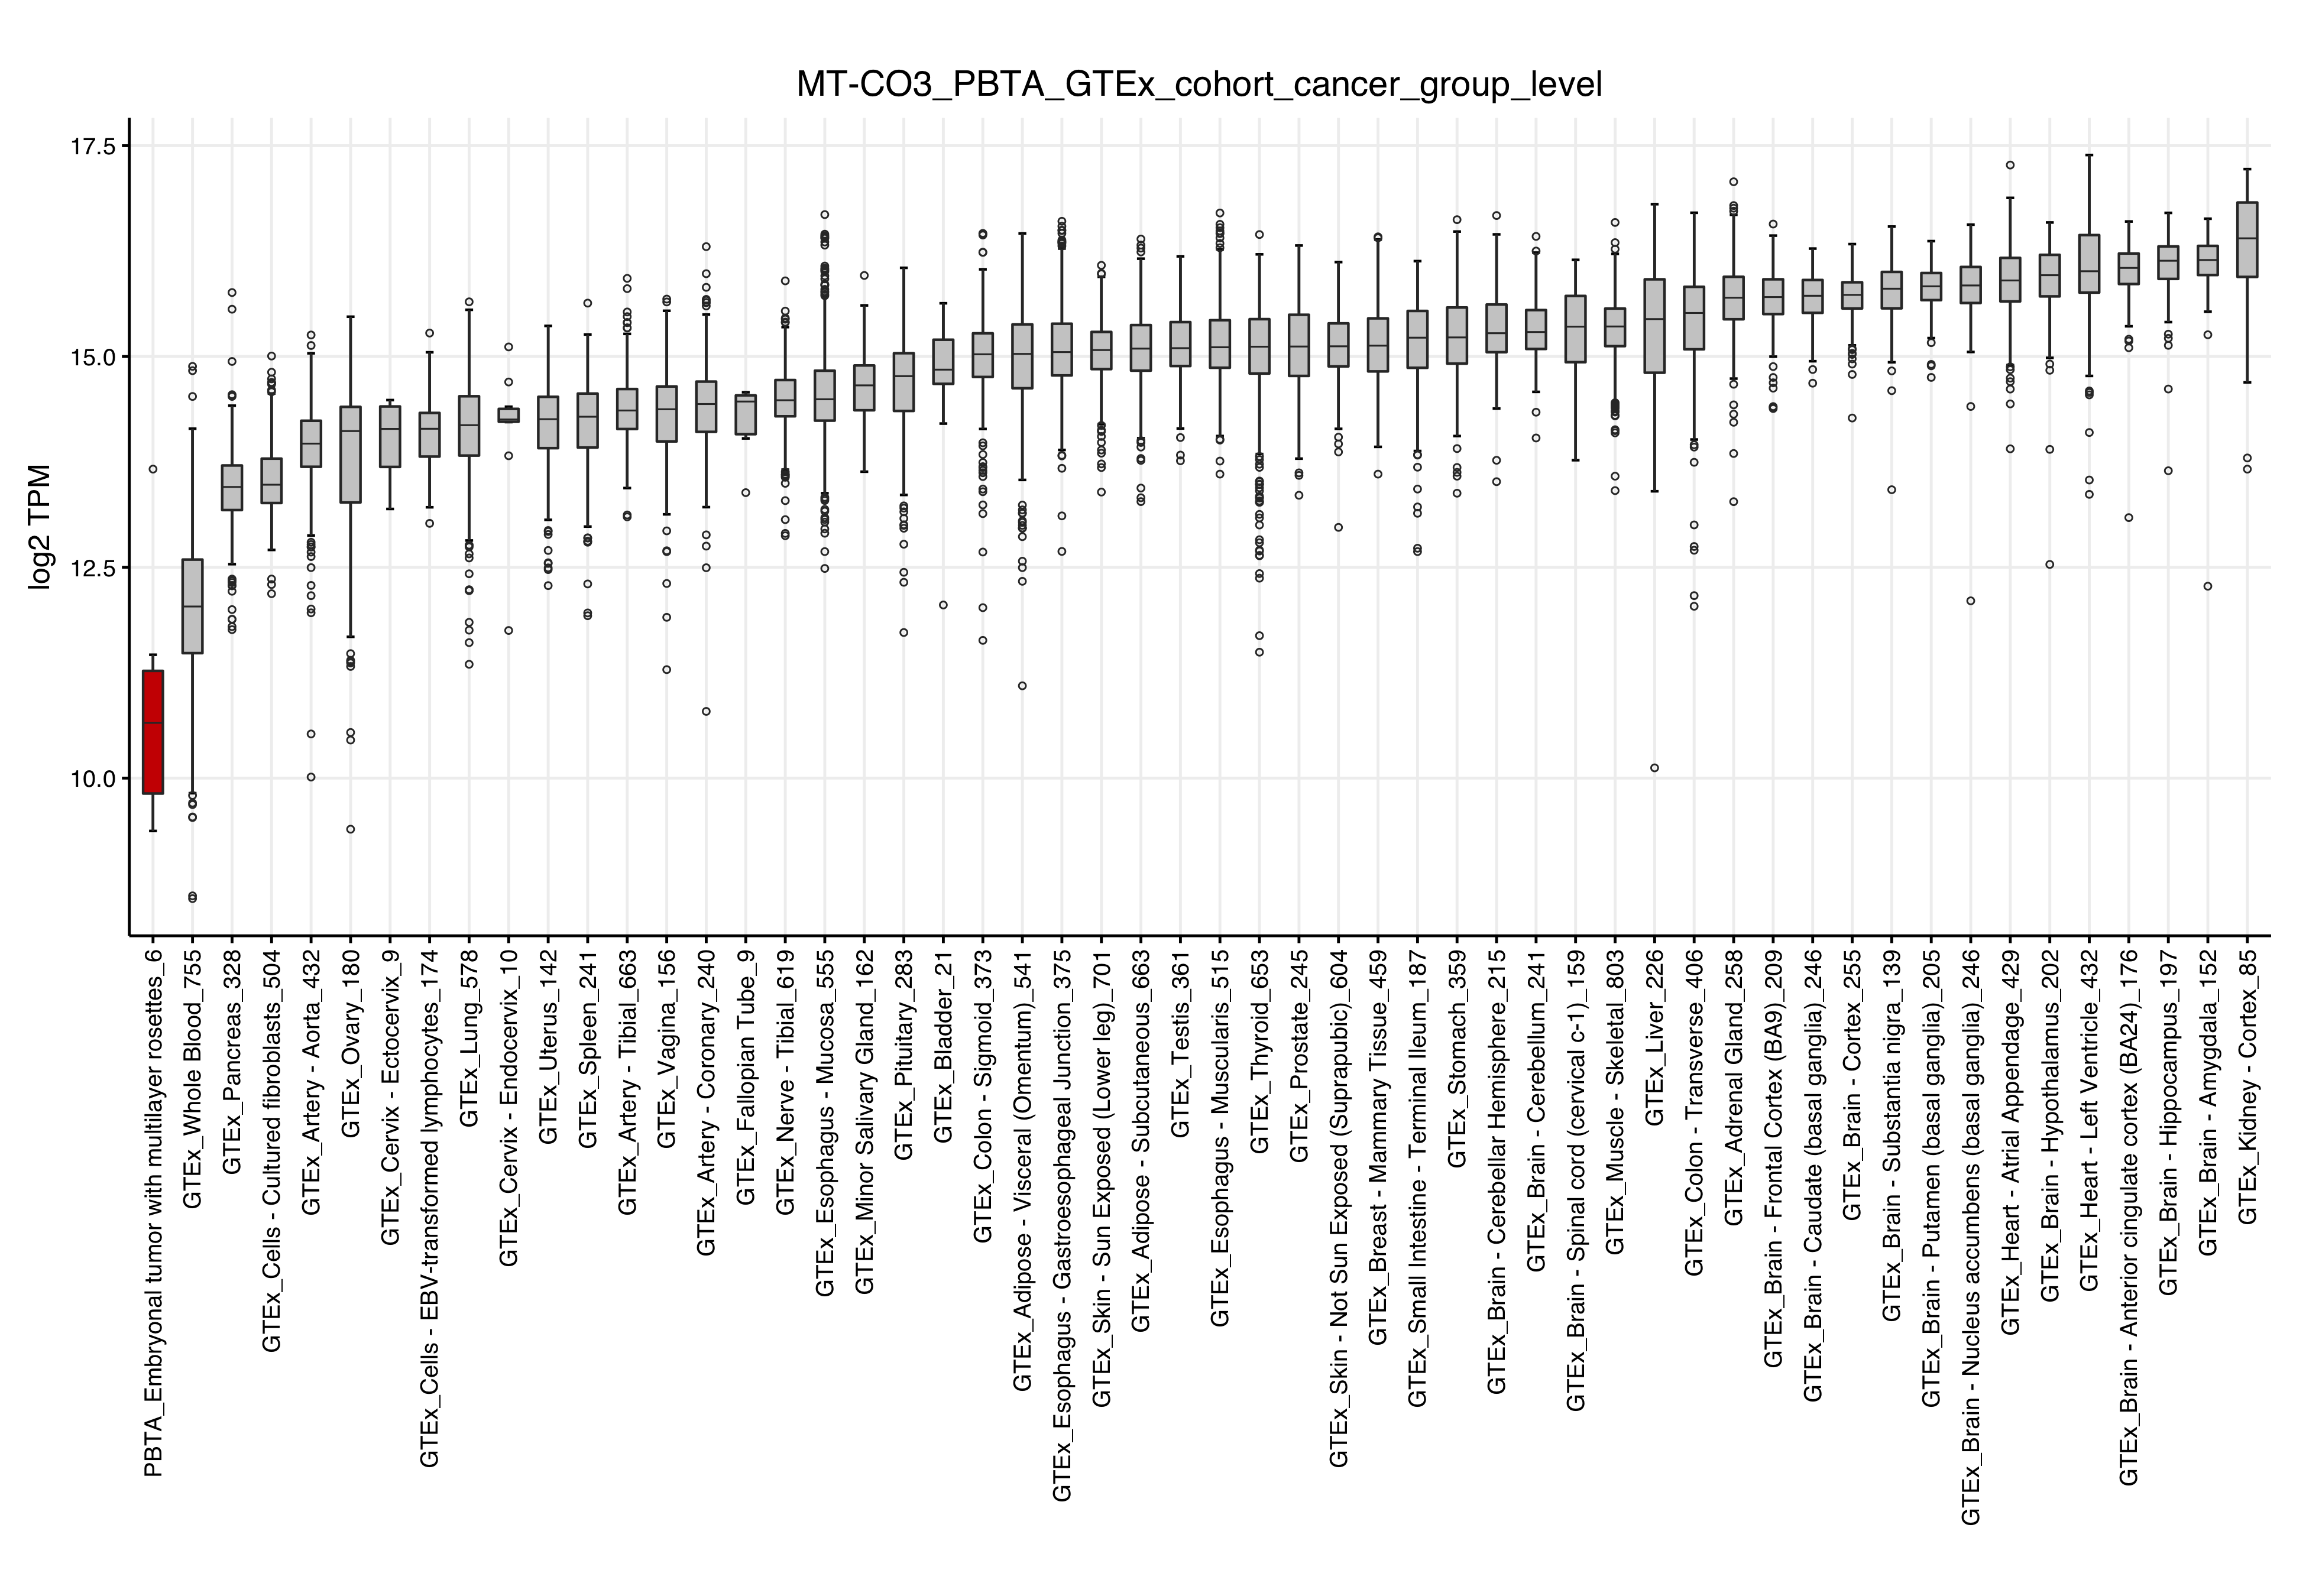 MT-CO3_PBTA_GTEx_cohort_cancer_group_level
log2 TPM
17.5
15.0
12.5
10.0
PBTA_Embryonal tumor with multilayer rosettes_6
GTEx_Whole Blood_755
GTEx_Pancreas_328
GTEx_Cells - Cultured fibroblasts_504
GTEx_Artery - Aorta_432
GTEx_Ovary_180
GTEx_Cervix - Ectocervix_9
GTEx_Cells - EBV-transformed lymphocytes_174
GTEx_Lung_578
GTEx_Cervix - Endocervix_10
GTEx_Uterus_142
GTEx_Spleen_241
GTEx_Artery - Tibial_663
GTEx_Vagina_156
GTEx_Artery - Coronary_240
GTEx_Fallopian Tube_9
GTEx_Nerve - Tibial_619
GTEx_Esophagus - Mucosa_555
GTEx_Minor Salivary Gland_162
GTEx_Pituitary_283
GTEx_Bladder_21
GTEx_Colon - Sigmoid_373
GTEx_Adipose - Visceral (Omentum)_541
GTEx_Esophagus - Gastroesophageal Junction_375
GTEx_Skin - Sun Exposed (Lower leg)_701
GTEx_Adipose - Subcutaneous_663
GTEx_Testis_361
GTEx_Esophagus - Muscularis_515
GTEx_Thyroid_653
GTEx_Prostate_245
GTEx_Skin - Not Sun Exposed (Suprapubic)_604
GTEx_Breast - Mammary Tissue_459
GTEx_Small Intestine - Terminal Ileum_187
GTEx_Stomach_359
GTEx_Brain - Cerebellar Hemisphere_215
GTEx_Brain - Cerebellum_241
GTEx_Brain - Spinal cord (cervical c-1)_159
GTEx_Muscle - Skeletal_803
GTEx_Liver_226
GTEx_Colon - Transverse_406
GTEx_Adrenal Gland_258
GTEx_Brain - Frontal Cortex (BA9)_209
GTEx_Brain - Caudate (basal ganglia)_246
GTEx_Brain - Cortex_255
GTEx_Brain - Substantia nigra_139
GTEx_Brain - Putamen (basal ganglia)_205
GTEx_Brain - Nucleus accumbens (basal ganglia)_246
GTEx_Heart - Atrial Appendage_429
GTEx_Brain - Hypothalamus_202
GTEx_Heart - Left Ventricle_432
GTEx_Brain - Anterior cingulate cortex (BA24)_176
GTEx_Brain - Hippocampus_197
GTEx_Brain - Amygdala_152
GTEx_Kidney - Cortex_85